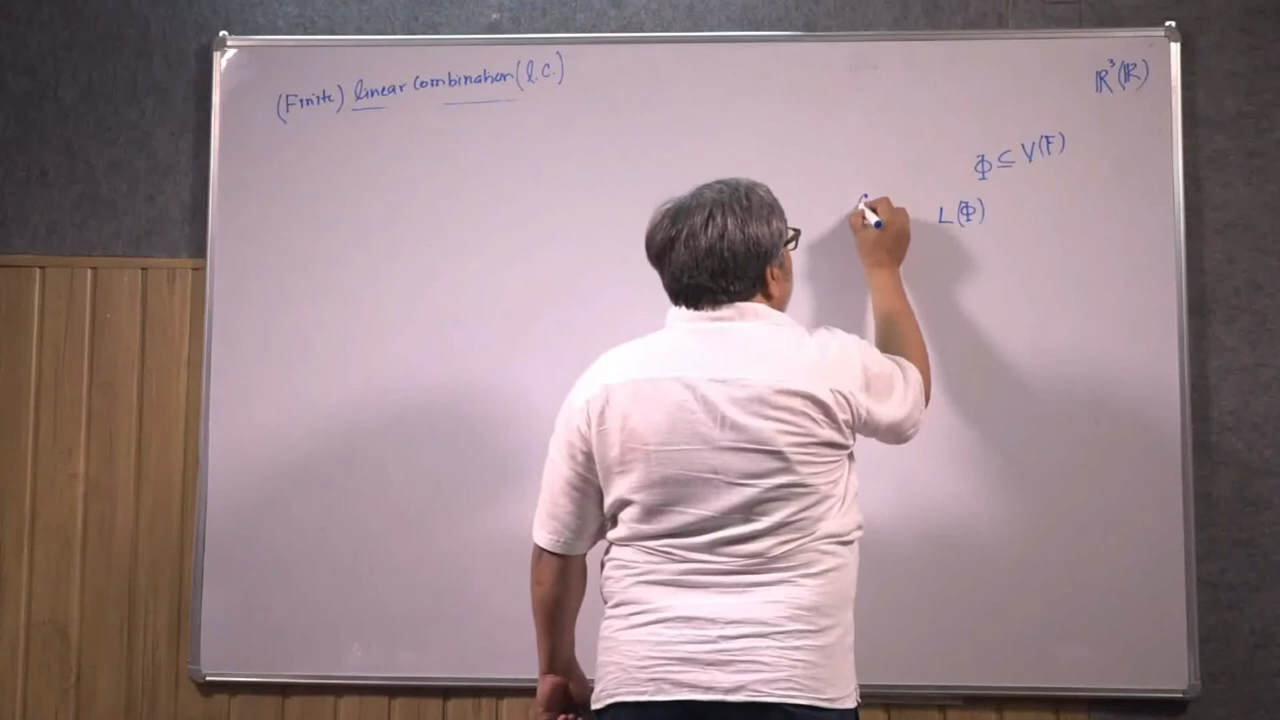 (Finite) linear combination (l.c.)
ℝ³(ℝ)
Φ ⊆ V(F)
L(Φ)